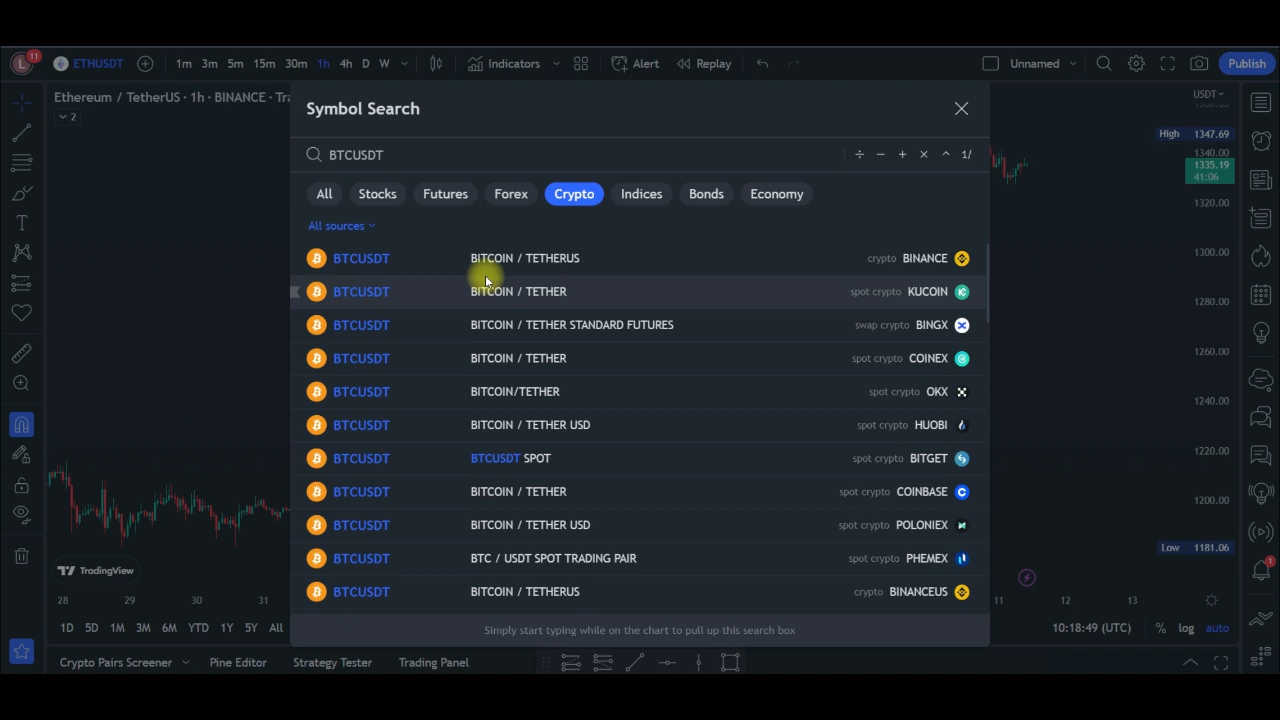 L 11 ETHUSDT 1m 3m 5m 15m 30m 1h 4h D W Indicators Alert Replay Unnamed Publish
Ethereum / TetherUS · 1h · BINANCE · Tra
2
USDT
High 1347.69
1340.00
1335.19
41:06
1320.00
1300.00
1280.00
1260.00
1240.00
1220.00
1200.00
Low 1181.06
Symbol Search
BTCUSDT 1/
All Stocks Futures Forex Crypto Indices Bonds Economy
All sources
BTCUSDT BITCOIN / TETHERUS crypto BINANCE
BTCUSDT BITCOIN / TETHER spot crypto KUCOIN
BTCUSDT BITCOIN / TETHER STANDARD FUTURES swap crypto BINGX
BTCUSDT BITCOIN / TETHER spot crypto COINEX
BTCUSDT BITCOIN/TETHER spot crypto OKX
BTCUSDT BITCOIN / TETHER USD spot crypto HUOBI
BTCUSDT BTCUSDT SPOT spot crypto BITGET
BTCUSDT BITCOIN / TETHER spot crypto COINBASE
BTCUSDT BITCOIN / TETHER USD spot crypto POLONIEX
BTCUSDT BTC / USDT SPOT TRADING PAIR spot crypto PHEMEX
BTCUSDT BITCOIN / TETHERUS crypto BINANCEUS
Simply start typing while on the chart to pull up this search box
TradingView
28 29 30 31 11 12 13
1D 5D 1M 3M 6M YTD 1Y 5Y All 10:18:49 (UTC) % log auto
Crypto Pairs Screener Pine Editor Strategy Tester Trading Panel
1